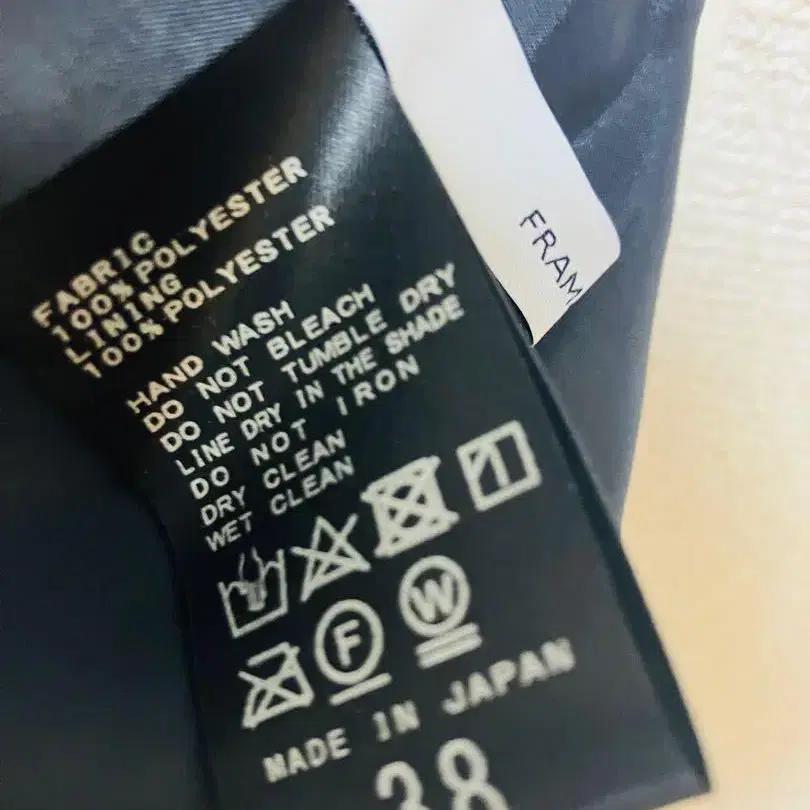 FABRIC
100% POLYESTER
LINING
100% POLYESTER
HAND WASH
DO NOT BLEACH
DO NOT TUMBLE DRY
LINE DRY IN THE SHADE
DO NOT IRON
DRY CLEAN
WET CLEAN
F W
MADE IN JAPAN
38
FRAM